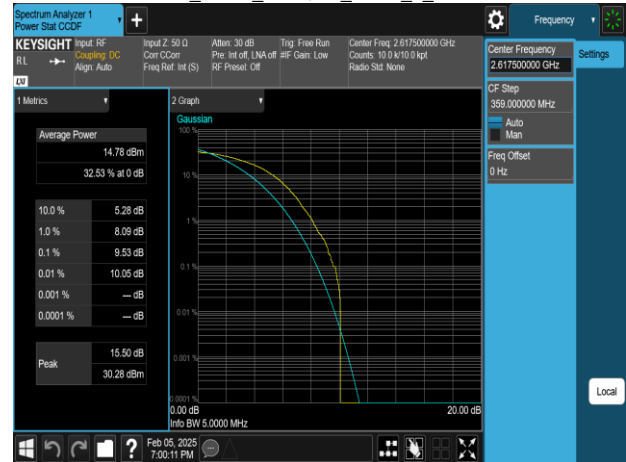 Spectrum Analyzer 1
Power Stat CCDF
Frequency
KEYSIGHT
RL
LXI
Input: RF
Coupling: DC
Align: Auto
Input Z: 50 Ω
Corr CCorr
Freq Ref: Int (S)
Atten: 30 dB
Pre: Int off, LNA off
RF Presel: Off
Trig: Free Run
#IF Gain: Low
Center Freq: 2.617500000 GHz
Counts: 10.0 k/10.0 kpt
Radio Std: None
Center Frequency
2.617500000 GHz
Settings
CF Step
359.000000 MHz
Auto
Man
Freq Offset
0 Hz
1 Metrics
Average Power
14.78 dBm
32.53 % at 0 dB
10.0 % 5.28 dB
1.0 % 8.09 dB
0.1 % 9.53 dB
0.01 % 10.05 dB
0.001 % --- dB
0.0001 % --- dB
Peak
15.50 dB
30.28 dBm
2 Graph
Gaussian
100 %
10 %
1 %
0.1 %
0.01 %
0.001 %
0.0001 %
0.00 dB 20.00 dB
Info BW 5.0000 MHz
Local
?
Feb 05, 2025
7:00:11 PM